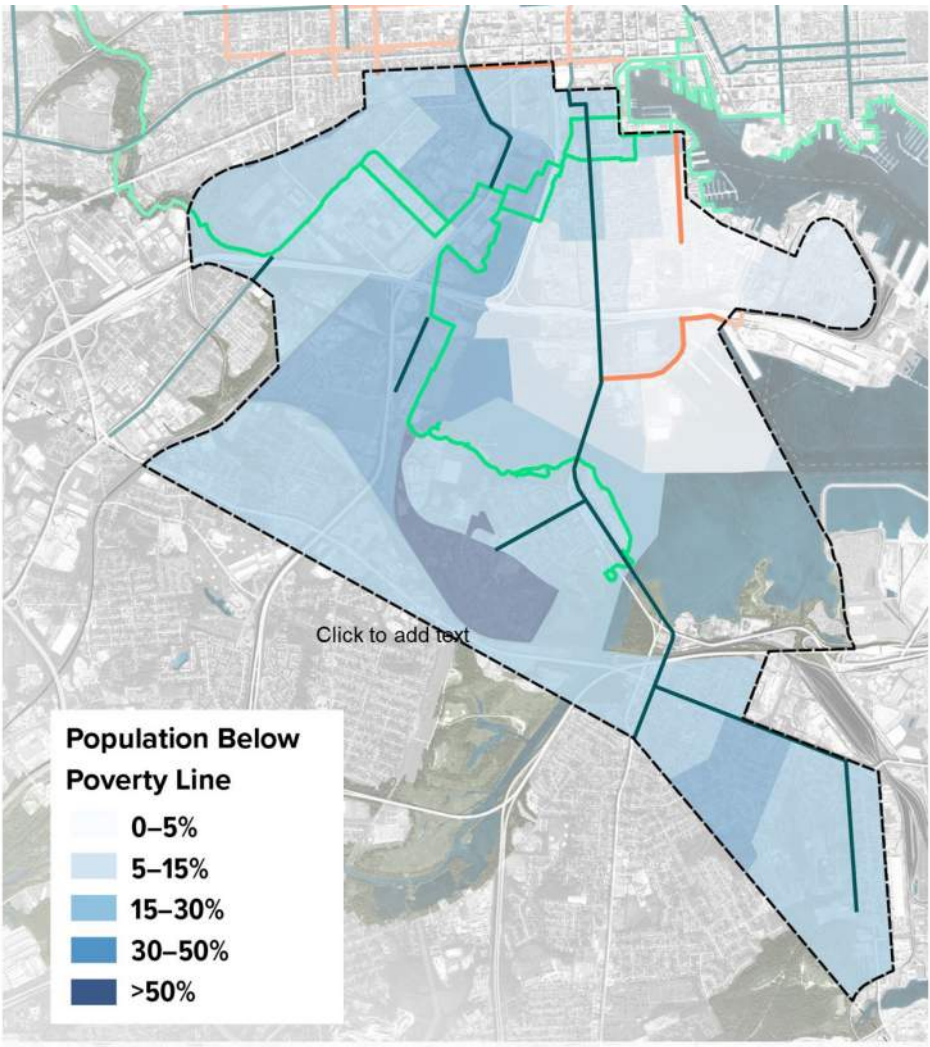 Click to add text
Population Below
Poverty Line
0–5%
5–15%
15–30%
30–50%
>50%